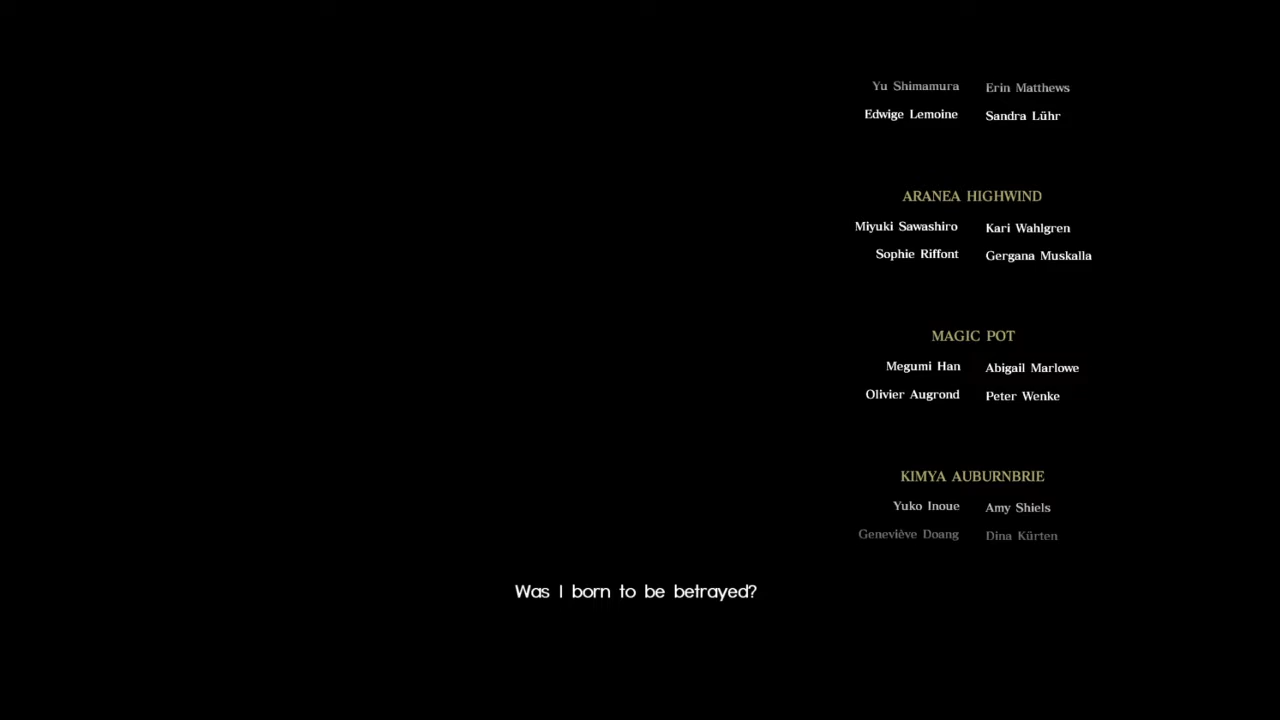 Yu Shimamura Erin Matthews
Edwige Lemoine Sandra Lühr
ARANEA HIGHWIND
Miyuki Sawashiro Kari Wahlgren
Sophie Riffont Gergana Muskalla
MAGIC POT
Megumi Han Abigail Marlowe
Olivier Augrond Peter Wenke
KIMYA AUBURNBRIE
Yuko Inoue Amy Shiels
Geneviève Doang Dina Kürten
Was I born to be betrayed?